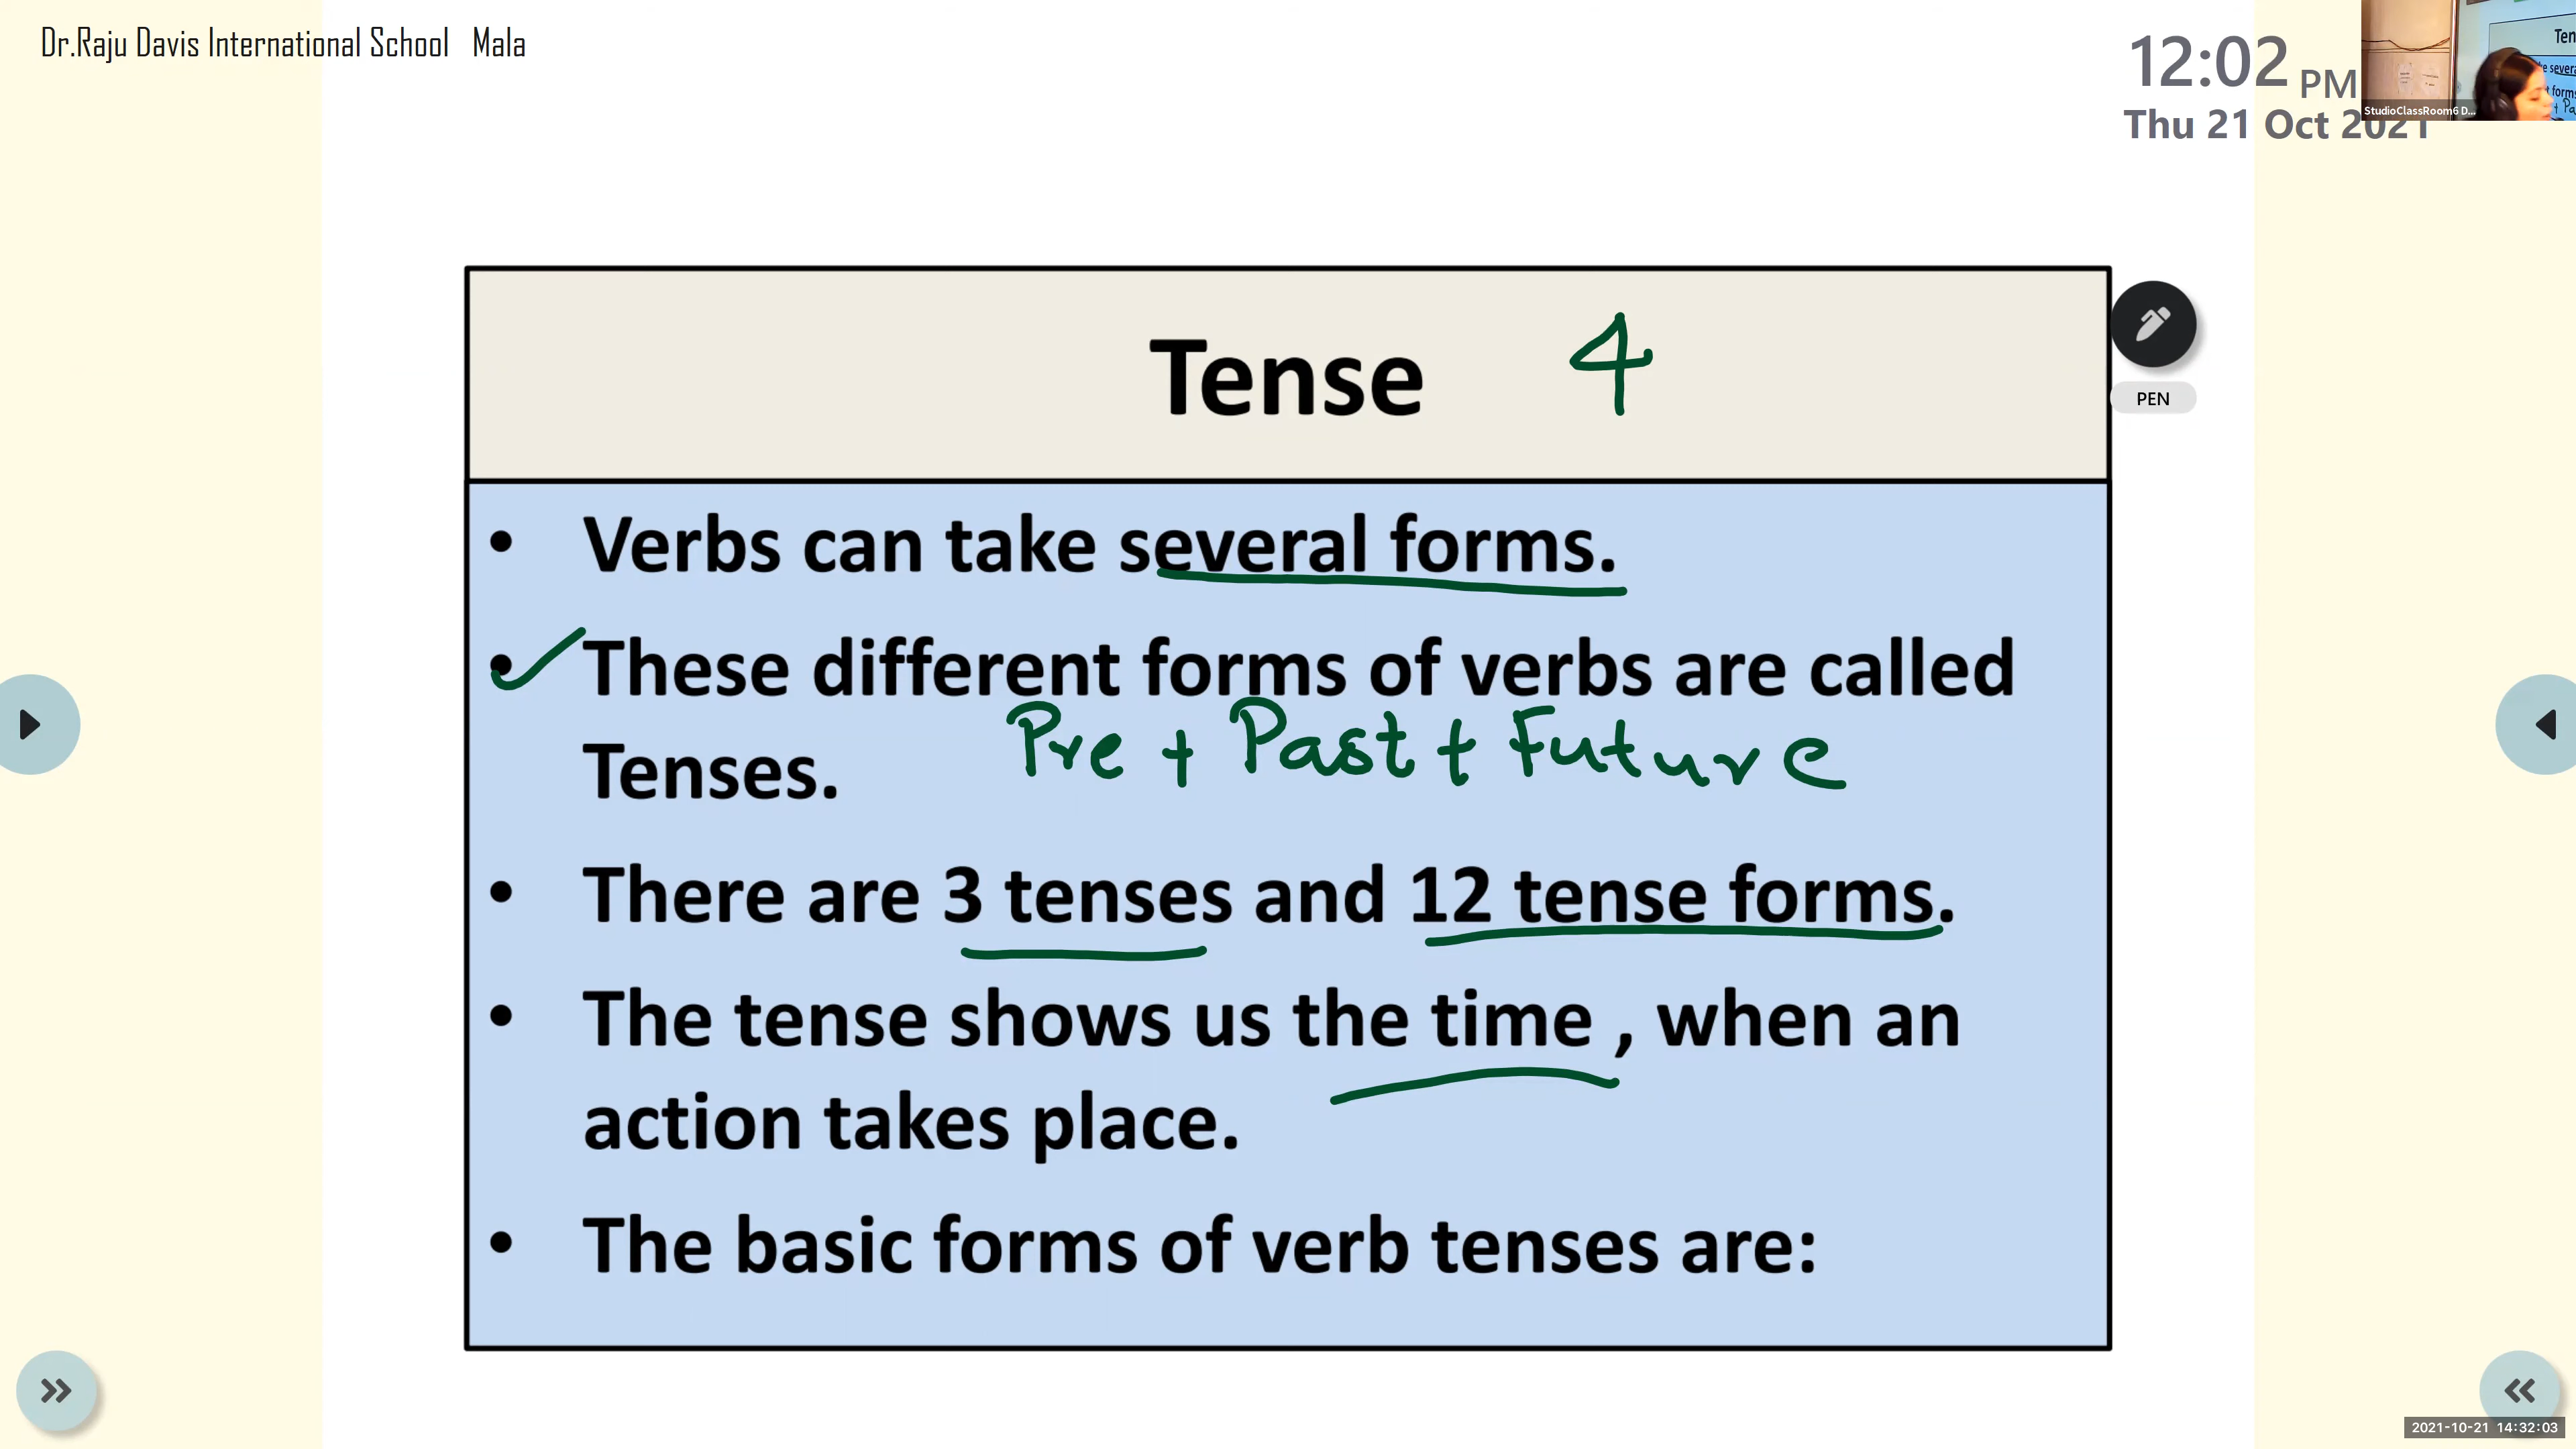 Dr.Raju Davis International School Mala
12:02 PM
Thu 21 Oct 2021
StudioClassRoom6 D...
Tense 4
PEN
• Verbs can take several forms.
• These different forms of verbs are called
Pre + Past + Future
Tenses.
• There are 3 tenses and 12 tense forms.
• The tense shows us the time , when an
action takes place.
• The basic forms of verb tenses are:
2021-10-21 14:32:03